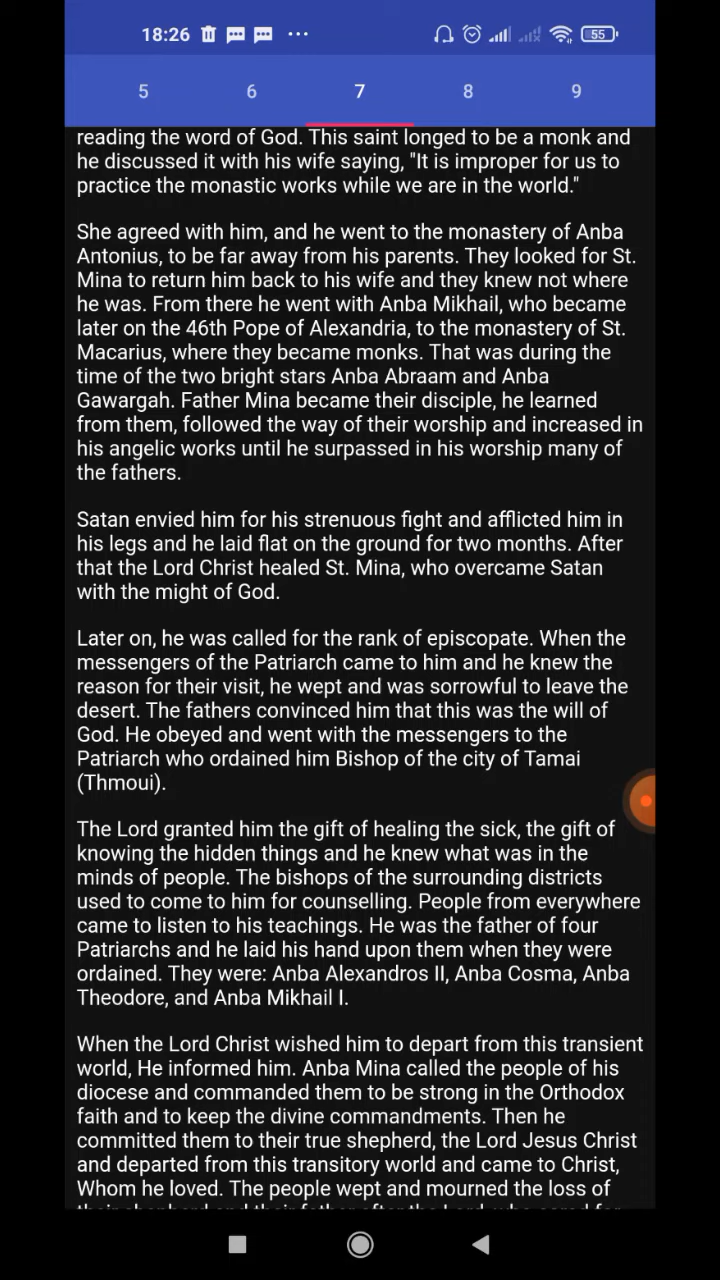 18:26
55
5 6 7 8 9
reading the word of God. This saint longed to be a monk and
he discussed it with his wife saying, "It is improper for us to
practice the monastic works while we are in the world."
She agreed with him, and he went to the monastery of Anba
Antonius, to be far away from his parents. They looked for St.
Mina to return him back to his wife and they knew not where
he was. From there he went with Anba Mikhail, who became
later on the 46th Pope of Alexandria, to the monastery of St.
Macarius, where they became monks. That was during the
time of the two bright stars Anba Abraam and Anba
Gawargah. Father Mina became their disciple, he learned
from them, followed the way of their worship and increased in
his angelic works until he surpassed in his worship many of
the fathers.
Satan envied him for his strenuous fight and afflicted him in
his legs and he laid flat on the ground for two months. After
that the Lord Christ healed St. Mina, who overcame Satan
with the might of God.
Later on, he was called for the rank of episcopate. When the
messengers of the Patriarch came to him and he knew the
reason for their visit, he wept and was sorrowful to leave the
desert. The fathers convinced him that this was the will of
God. He obeyed and went with the messengers to the
Patriarch who ordained him Bishop of the city of Tamai
(Thmoui).
The Lord granted him the gift of healing the sick, the gift of
knowing the hidden things and he knew what was in the
minds of people. The bishops of the surrounding districts
used to come to him for counselling. People from everywhere
came to listen to his teachings. He was the father of four
Patriarchs and he laid his hand upon them when they were
ordained. They were: Anba Alexandros II, Anba Cosma, Anba
Theodore, and Anba Mikhail I.
When the Lord Christ wished him to depart from this transient
world, He informed him. Anba Mina called the people of his
diocese and commanded them to be strong in the Orthodox
faith and to keep the divine commandments. Then he
committed them to their true shepherd, the Lord Jesus Christ
and departed from this transitory world and came to Christ,
Whom he loved. The people wept and mourned the loss of
their shepherd and their father after the Lord, who cared for